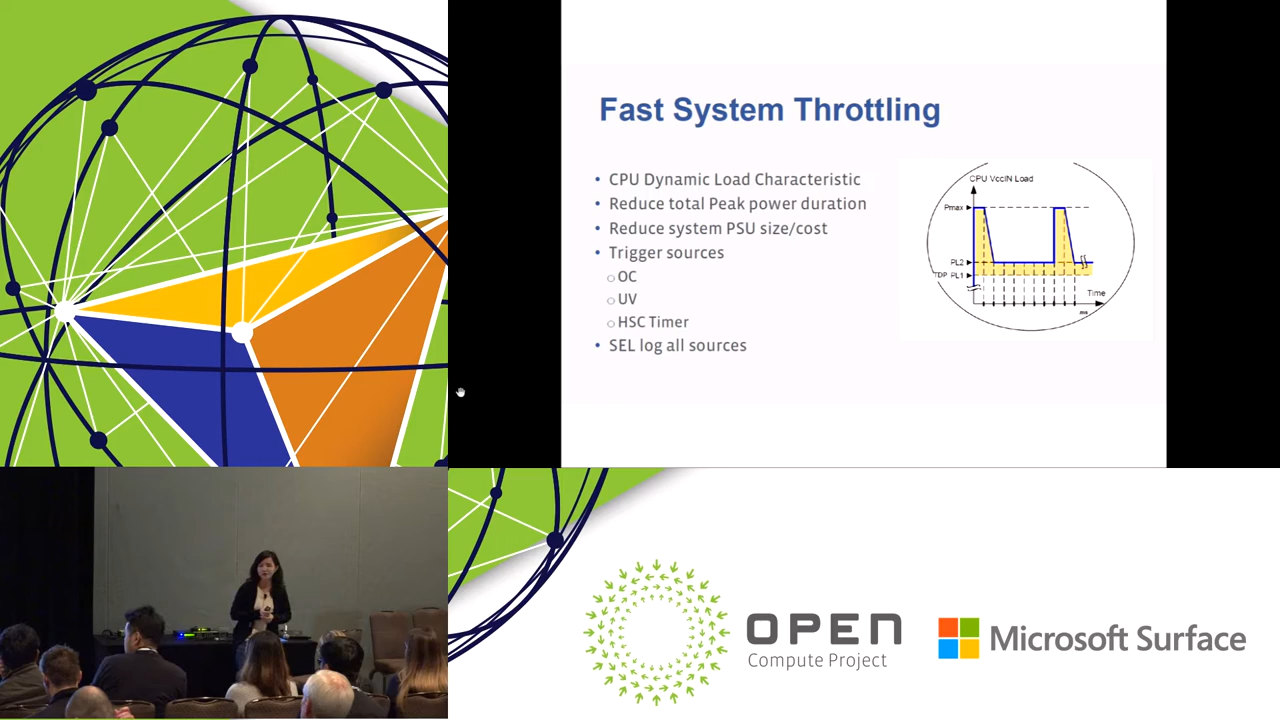 Fast System Throttling
• CPU Dynamic Load Characteristic
• Reduce total Peak power duration
• Reduce system PSU size/cost
• Trigger sources
○ OC
○ UV
○ HSC Timer
• SEL log all sources
CPU VccIN Load
Pmax
PL2
TDP PL1
Time
ms
OPEN
Compute Project
Microsoft Surface